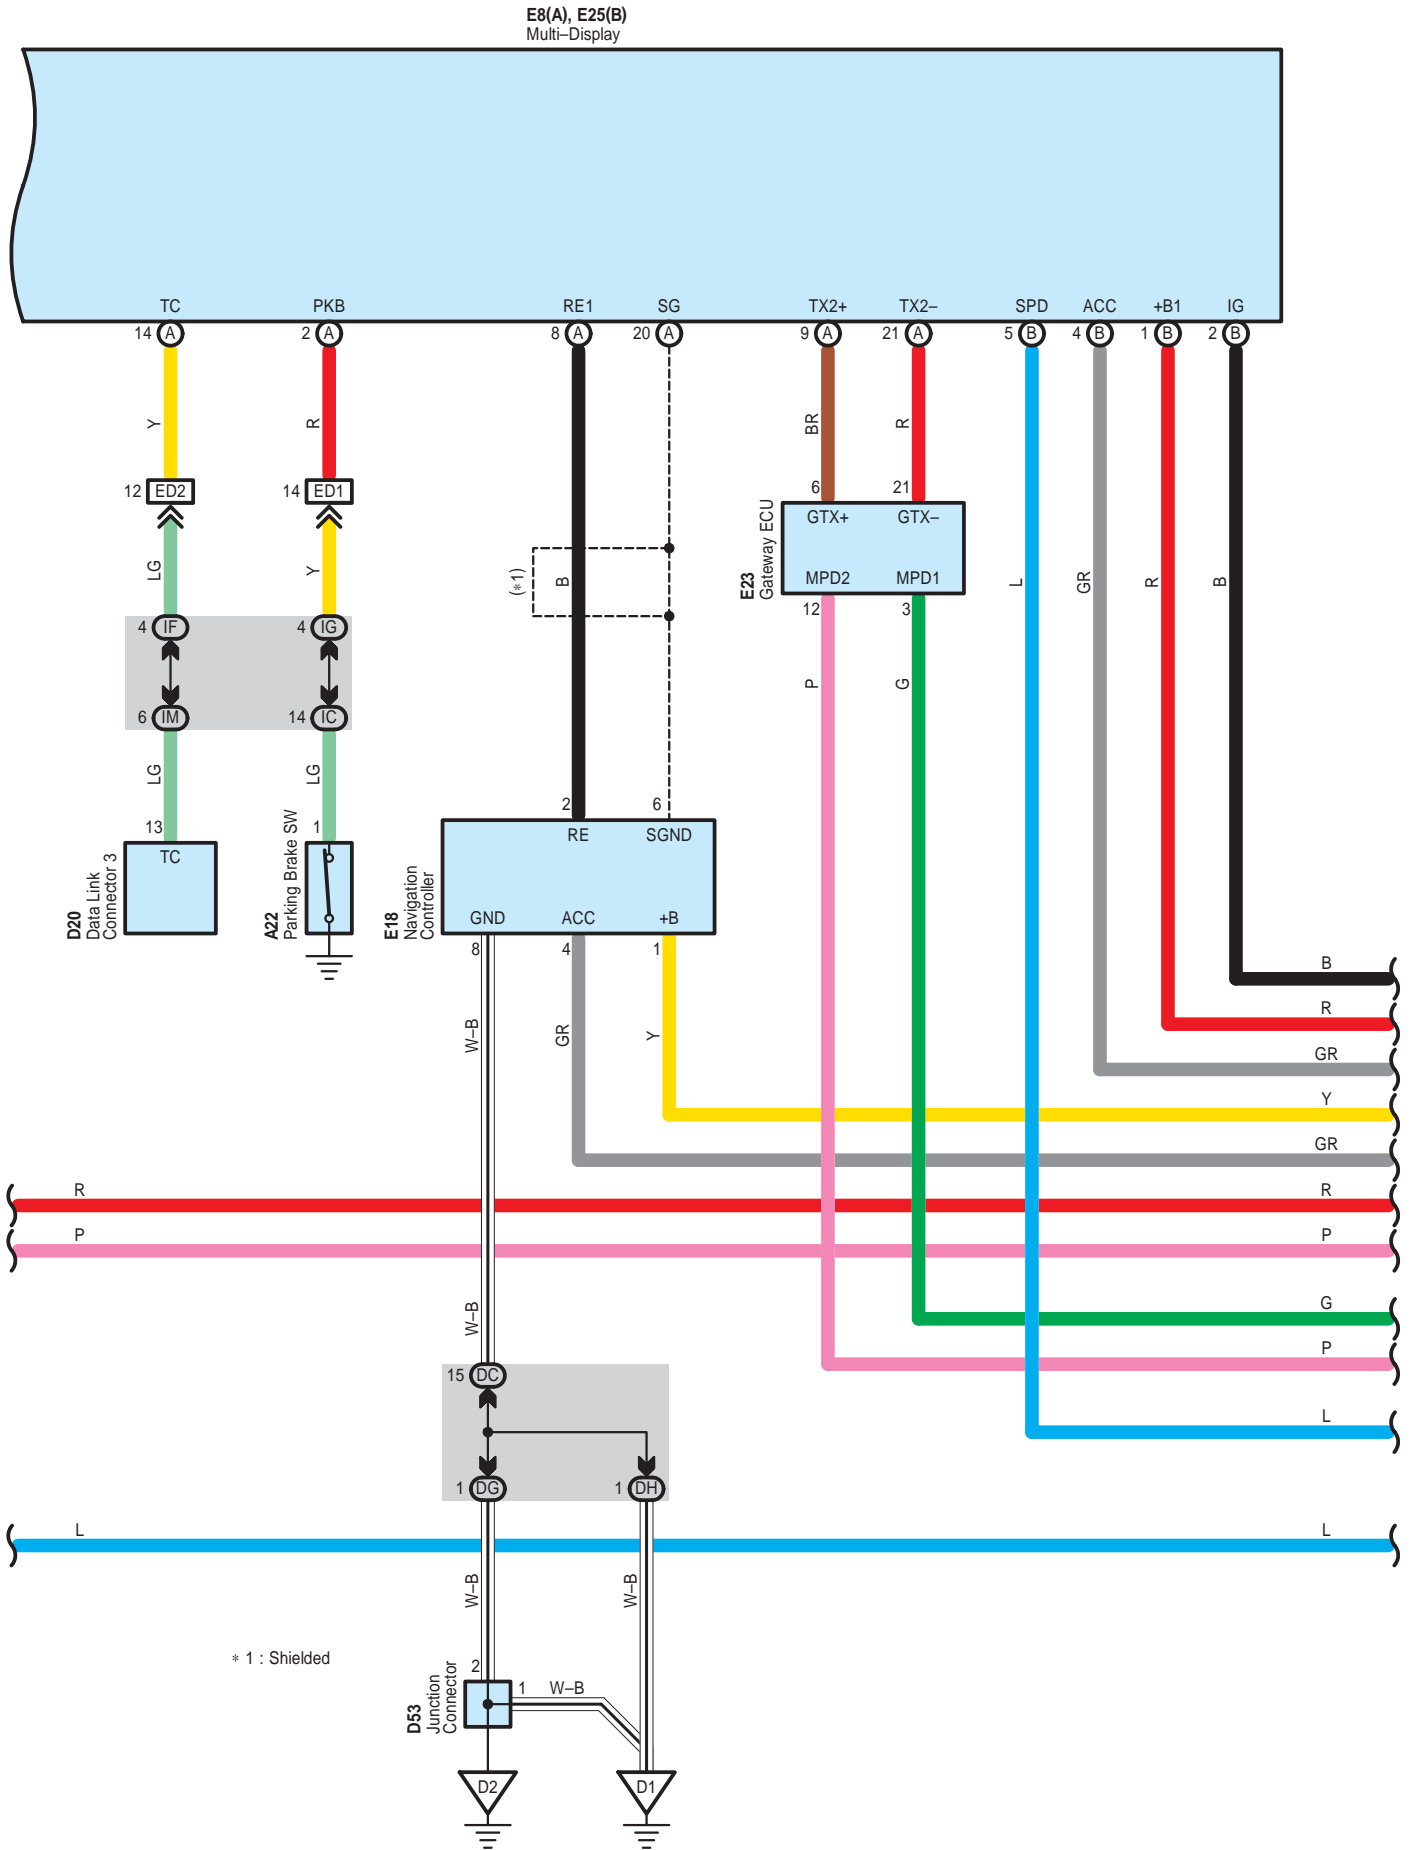 E8(A), E25(B)
Multi–Display
TC PKB RE1 SG TX2+ TX2– SPD ACC +B1 IG
14 A 2 A 8 A 20 A 9 A 21 A 5 B 4 B 1 B 2 B
Y R BR R
12 ED2 14 ED1 6 21
GTX+ GTX–
E23
Gateway ECU
LG Y (∗1) B L GR R B
MPD2 MPD1
12 3
4 IF 4 IG
P G
6 IM 14 IC
LG LG
2 6
13 1
RE SGND
TC
D20
Data Link
Connector 3
A22
Parking Brake SW
E18
Navigation
Controller
GND ACC +B
8 4 1
B
W–B GR Y
R
GR
Y
GR
R R
P P
G
W–B
P
15 DC
L
1 DG 1 DH
L L
W–B W–B
∗ 1 : Shielded
2
1 W–B
D53
Junction
Connector
D2 D1